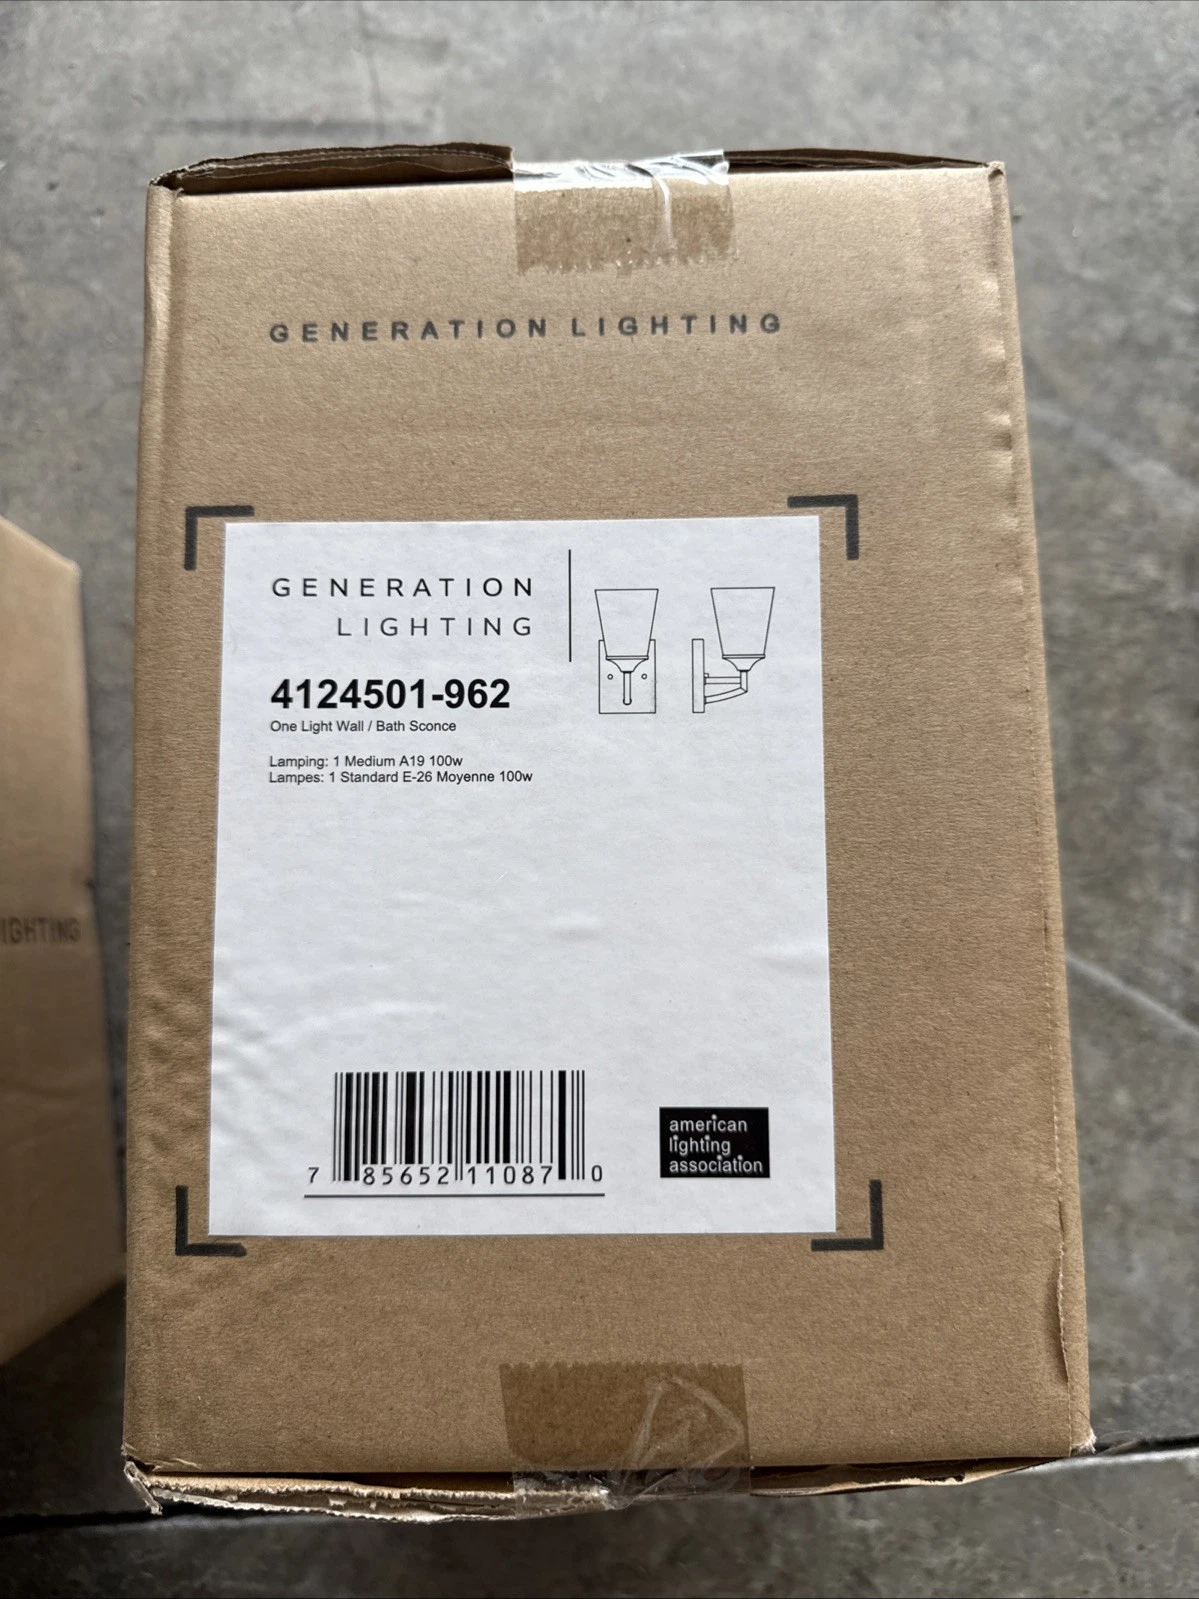 GENERATION LIGHTING
GENERATION
LIGHTING
4124501-962
One Light Wall / Bath Sconce
Lamping: 1 Medium A19 100w
Lampes: 1 Standard E-26 Moyenne 100w
7 85652 11087 0
american
lighting
association
IGHTING